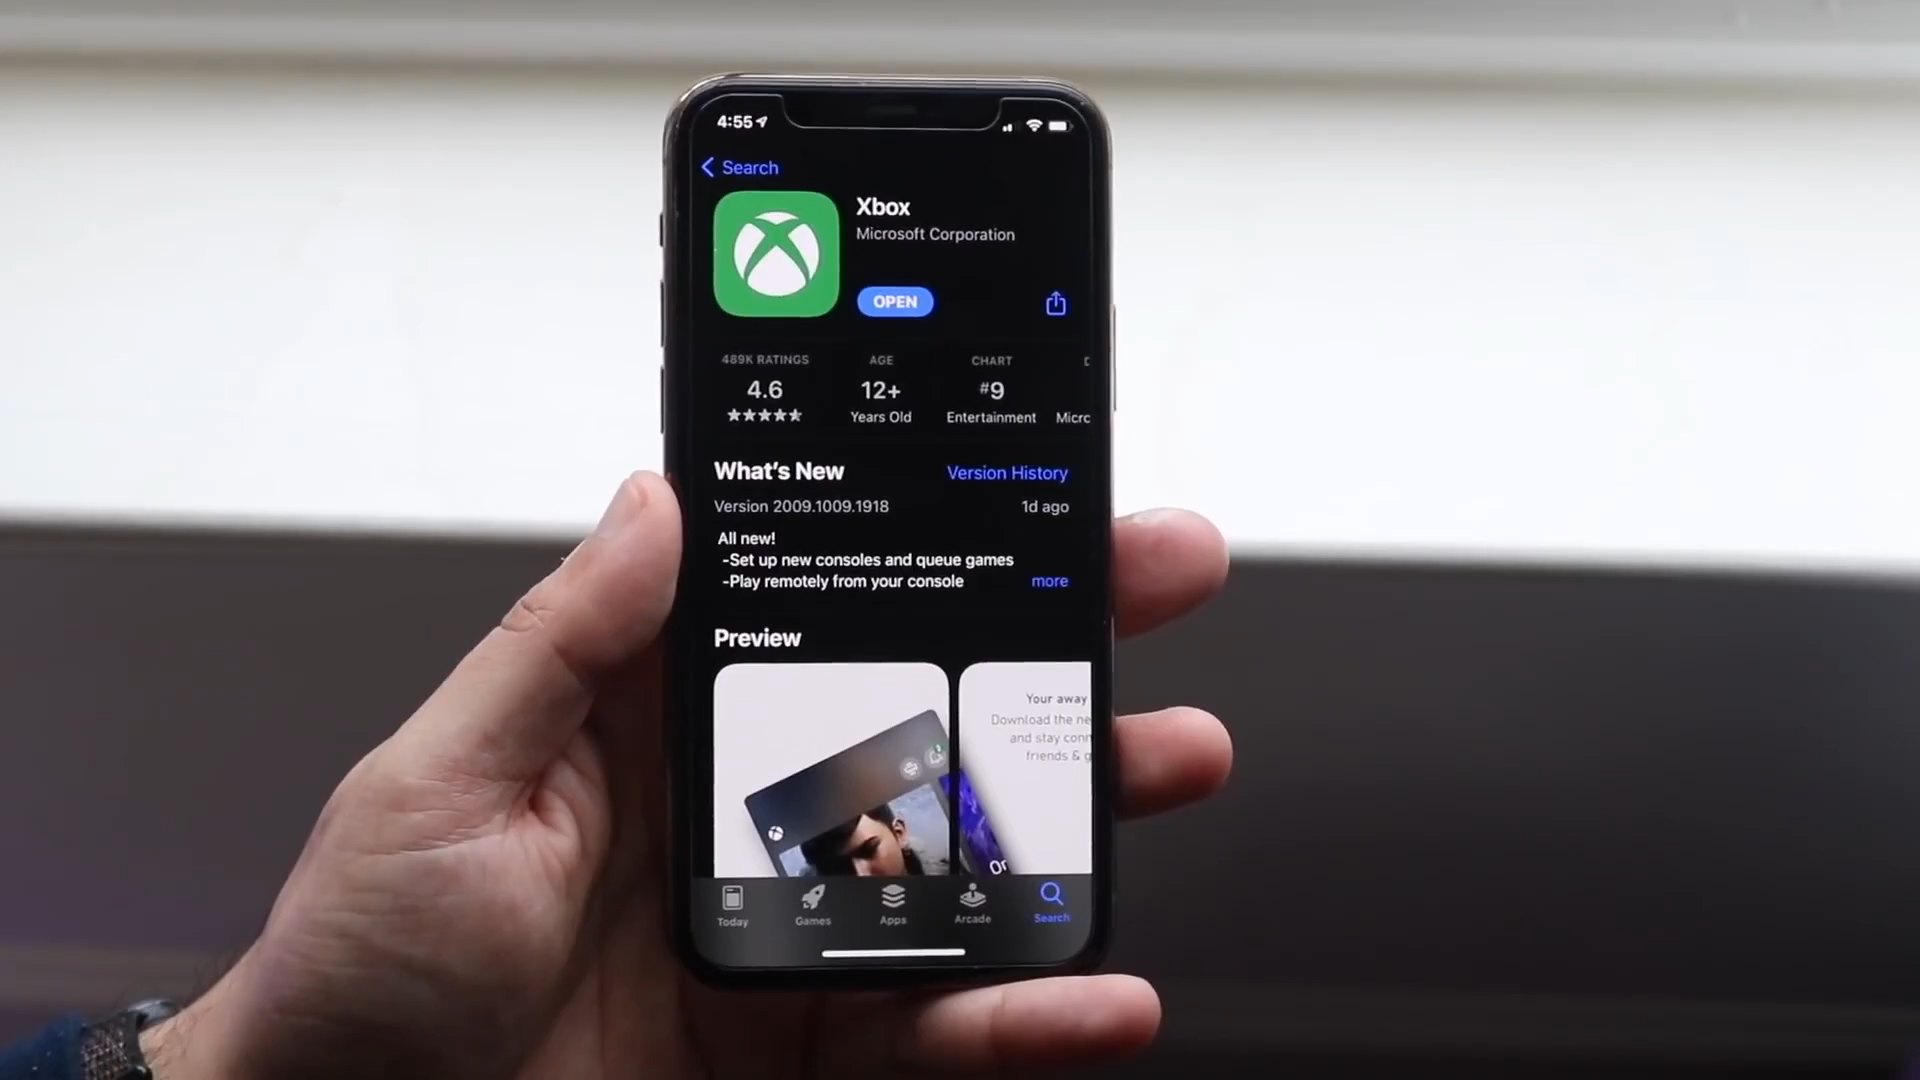 4:55
Search
Xbox
Microsoft Corporation
OPEN
489K RATINGS
AGE
CHART
4.6
12+
#9
Years Old
Entertainment
Micr
What's New
Version History
Version 2009.1009.1918
1d ago
All new!
-Set up new consoles and queue games
-Play remotely from your console
more
Preview
Your away
Download the ne
and stay conn
friends & g
Or
Today
Games
Apps
Arcade
Search